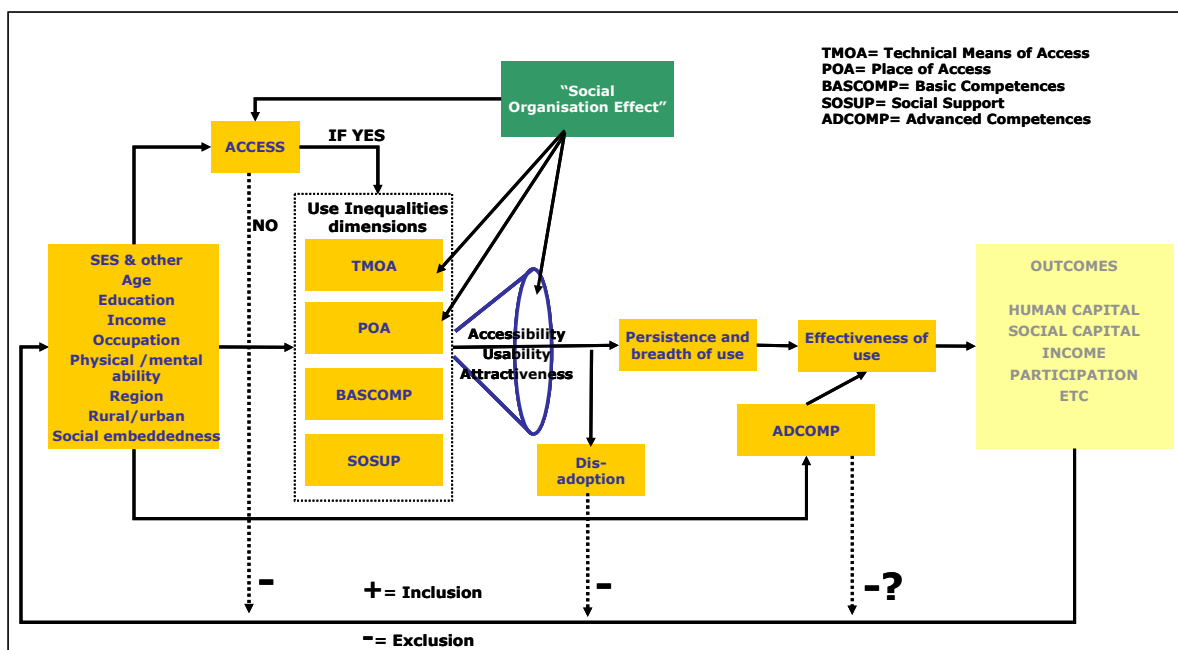 TMOA= Technical Means of Access
POA= Place of Access
BASCOMP= Basic Competences
SOSUP= Social Support
ADCOMP= Advanced Competences
“Social
Organisation Effect”
ACCESS
IF YES
NO
Use Inequalities
dimensions
TMOA
POA
BASCOMP
SOSUP
SES & other
Age
Education
Income
Occupation
Physical /mental
ability
Region
Rural/urban
Social embeddedness
Accessibility
Usability
Attractiveness
Persistence and
breadth of use
Effectiveness of
use
OUTCOMES
HUMAN CAPITAL
SOCIAL CAPITAL
INCOME
PARTICIPATION
ETC
ADCOMP
Dis-
adoption
-
-
-?
+= Inclusion
-= Exclusion